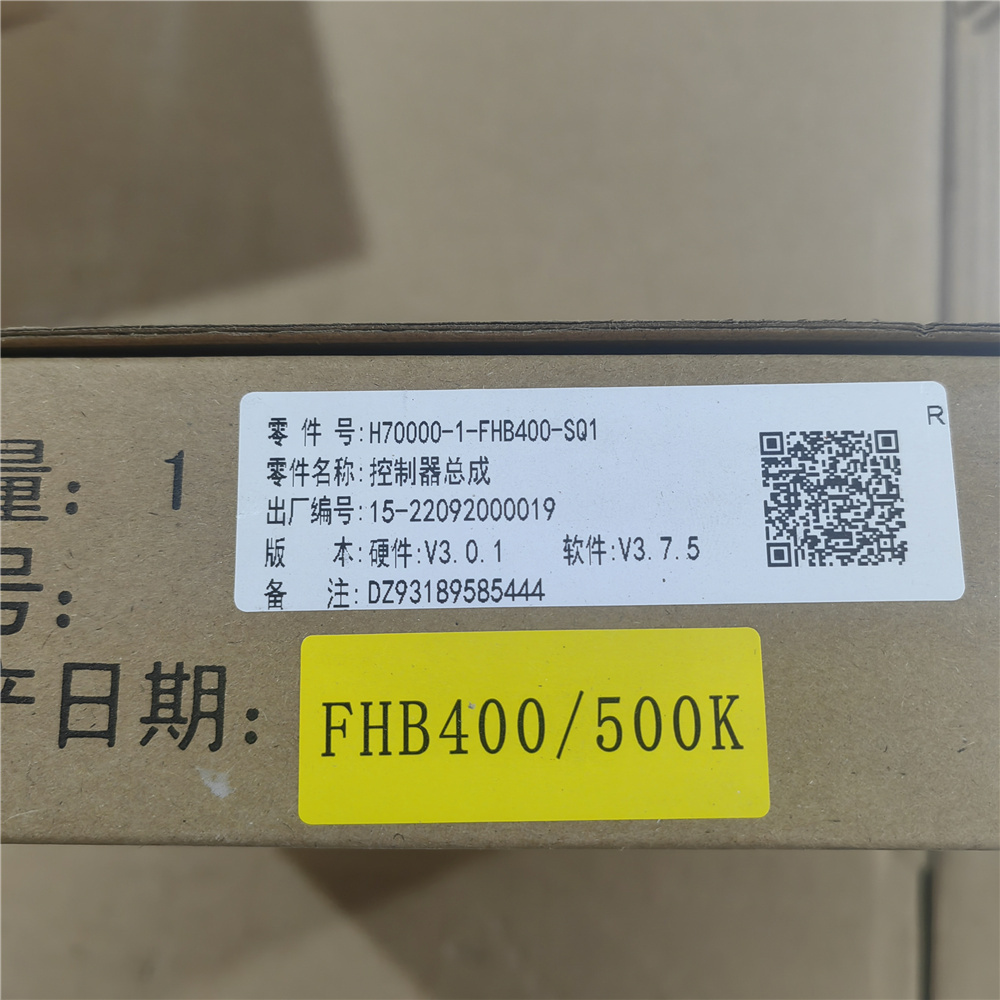 零件号:H70000-1-FHB400-SQ1
R
零件名称:控制器总成
出厂编号:15-22092000019
版本:硬件:V3.0.1 软件:V3.7.5
备注:DZ93189585444
量: 1
号:
产日期:
FHB400/500K